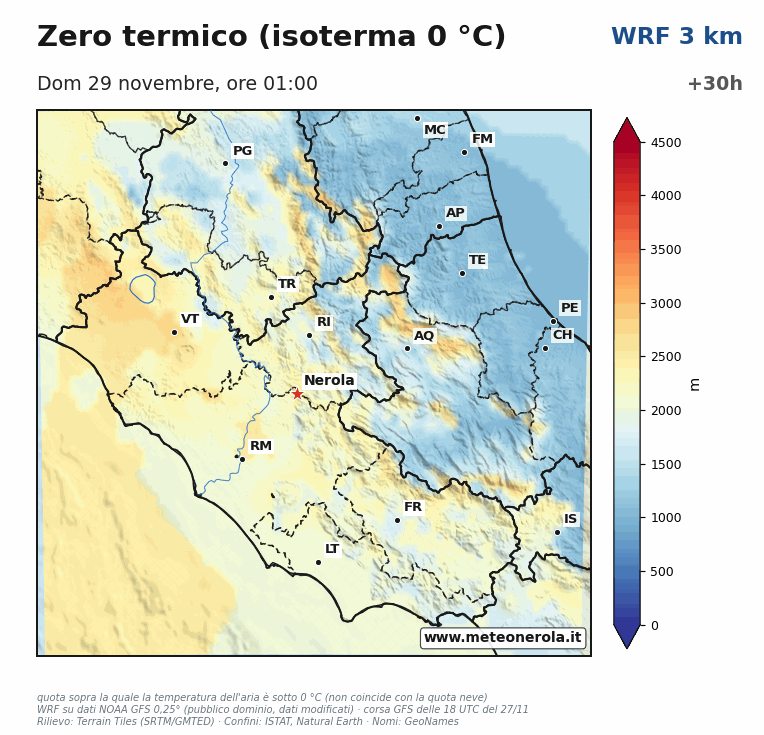 Zero termico (isoterma 0 °C)
WRF 3 km
Dom 29 novembre, ore 01:00
+30h
MC
FM
PG
AP
TE
TR
PE
VT
RI
AQ
CH
Nerola
RM
FR
IS
LT
www.meteonerola.it
4500
4000
3500
3000
2500
2000
1500
1000
500
0
m
quota sopra la quale la temperatura dell'aria è sotto 0 °C (non coincide con la quota neve)
WRF su dati NOAA GFS 0,25° (pubblico dominio, dati modificati) · corsa GFS delle 18 UTC del 27/11
Rilievo: Terrain Tiles (SRTM/GMTED) · Confini: ISTAT, Natural Earth · Nomi: GeoNames